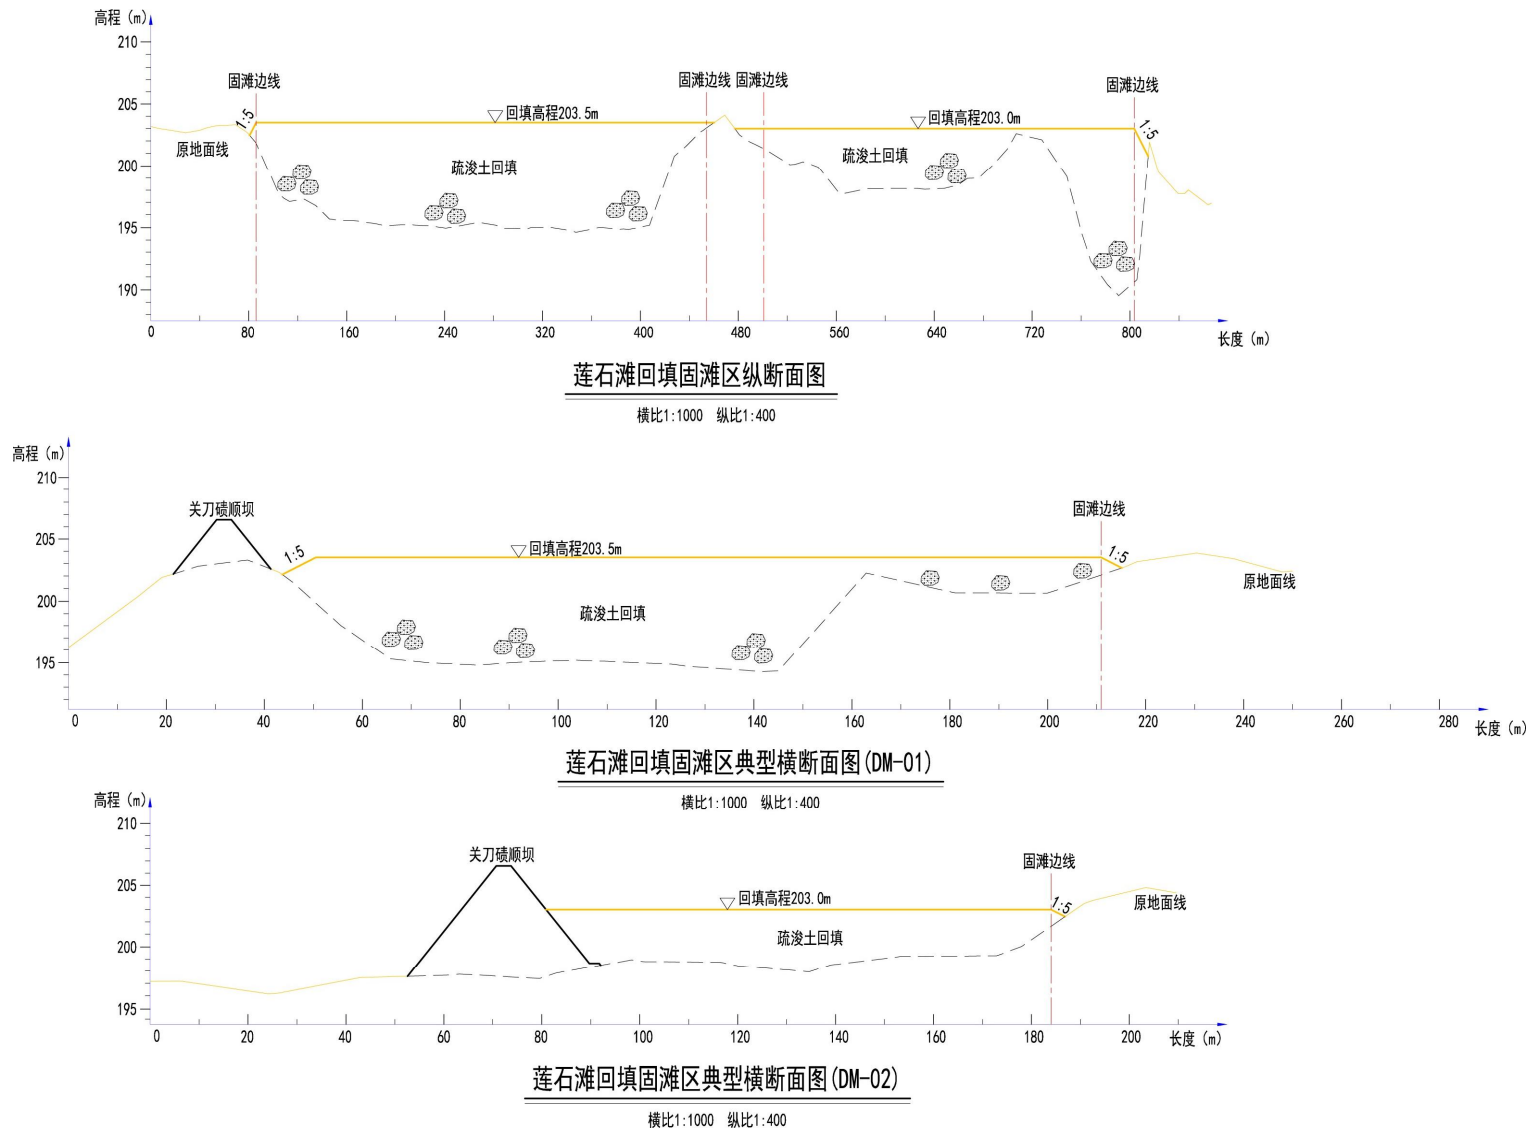 高程（m）
210
205
200
195
190
固滩边线
固滩边线
固滩边线
固滩边线
1:5
回填高程203.5m
回填高程203.0m
1:5
原地面线
疏浚土回填
疏浚土回填
0
80
160
240
320
400
480
560
640
720
800
长度（m）
莲石滩回填固滩区纵断面图
横比1:1000 纵比1:400
高程（m）
210
205
200
195
关刀碛顺坝
固滩边线
1:5
回填高程203.5m
1:5
疏浚土回填
原地面线
0
20
40
60
80
100
120
140
160
180
200
220
240
260
280
长度（m）
莲石滩回填固滩区典型横断面图(DM-01)
横比1:1000 纵比1:400
高程（m）
210
205
200
195
关刀碛顺坝
固滩边线
回填高程203.0m
1:5
原地面线
疏浚土回填
0
20
40
60
80
100
120
140
160
180
200
长度（m）
莲石滩回填固滩区典型横断面图(DM-02)
横比1:1000 纵比1:400